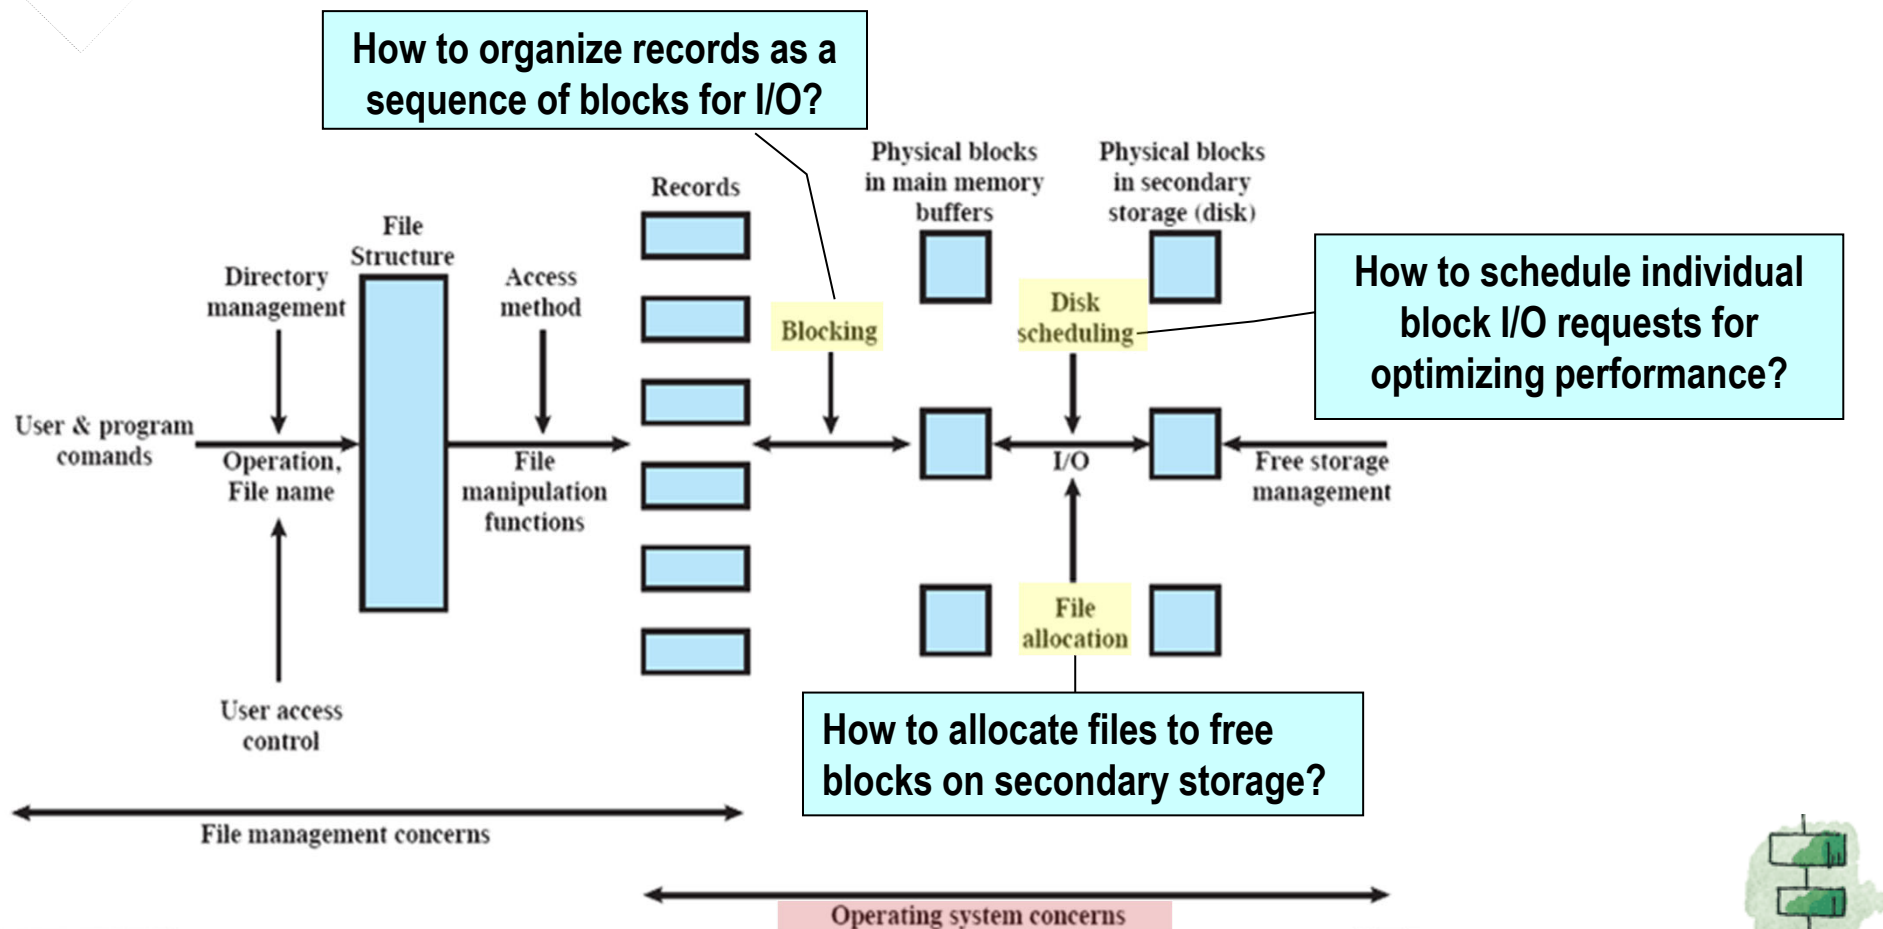 How to organize records as a
sequence of blocks for I/O?
Physical blocks
in main memory
buffers
Physical blocks
in secondary
storage (disk)
Records
File
Structure
Directory
management
Access
method
Blocking
Disk
scheduling
How to schedule individual
block I/O requests for
optimizing performance?
User & program
comands
Operation,
File name
File
manipulation
functions
I/O
Free storage
management
File
allocation
User access
control
How to allocate files to free
blocks on secondary storage?
File management concerns
Operating system concerns